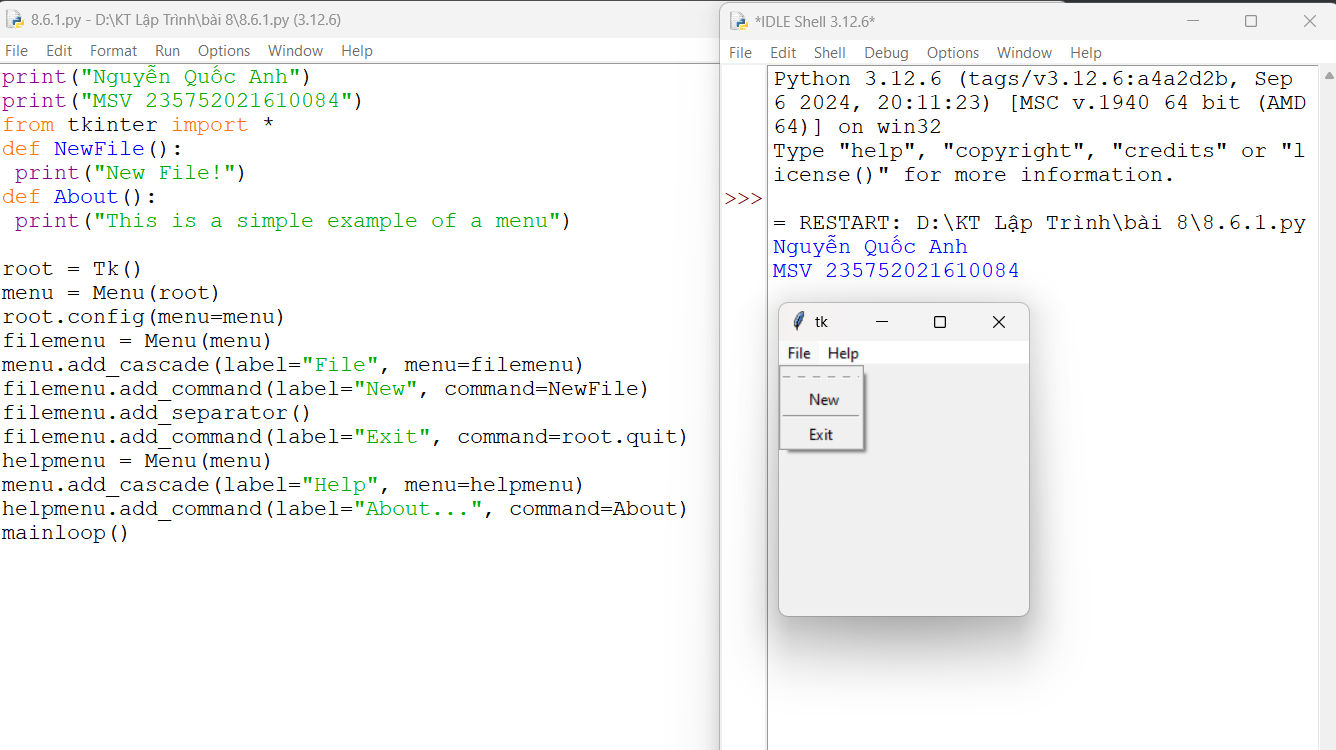 8.6.1.py - D:\KT Lập Trình\bài 8\8.6.1.py (3.12.6)
File Edit Format Run Options Window Help
print("Nguyễn Quốc Anh")
print("MSV 235752021610084")
from tkinter import *
def NewFile():
 print("New File!")
def About():
 print("This is a simple example of a menu")

root = Tk()
menu = Menu(root)
root.config(menu=menu)
filemenu = Menu(menu)
menu.add_cascade(label="File", menu=filemenu)
filemenu.add_command(label="New", command=NewFile)
filemenu.add_separator()
filemenu.add_command(label="Exit", command=root.quit)
helpmenu = Menu(menu)
menu.add_cascade(label="Help", menu=helpmenu)
helpmenu.add_command(label="About...", command=About)
mainloop()
*IDLE Shell 3.12.6*
File Edit Shell Debug Options Window Help
Python 3.12.6 (tags/v3.12.6:a4a2d2b, Sep
6 2024, 20:11:23) [MSC v.1940 64 bit (AMD
64)] on win32
Type "help", "copyright", "credits" or "l
icense()" for more information.
>>>
= RESTART: D:\KT Lập Trình\bài 8\8.6.1.py
Nguyễn Quốc Anh
MSV 235752021610084
tk
File Help
New
Exit